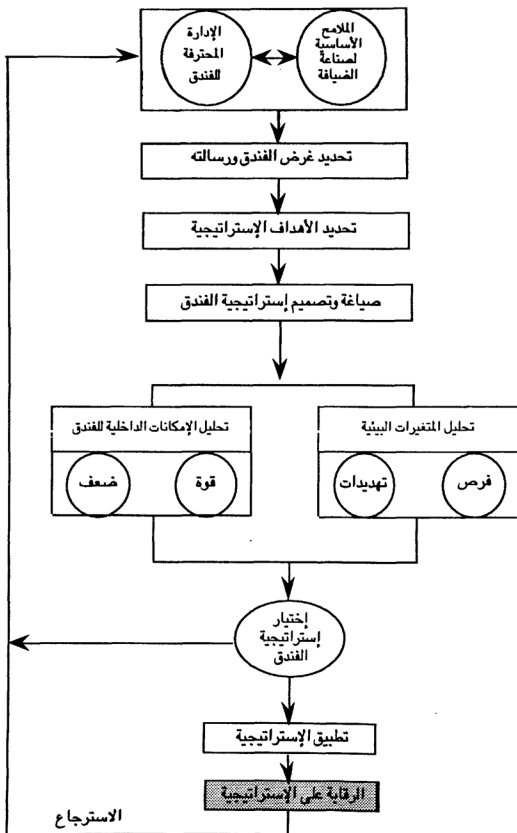 الملامح
الأساسية
لصناعة
الضيافة
الإدارة
المحترفة
للفندق
تحديد غرض الفندق ورسالته
تحديد الأهداف الإستراتيجية
صياغة وتصميم إستراتيجية الفندق
تحليل المتغيرات البيئية
فرص
تهديدات
تحليل الإمكانات الداخلية للفندق
قوة
ضعف
إختيار
إستراتيجية
الفندق
تطبيق الإستراتيجية
الرقابة على الإستراتيجية
الاسترجاع